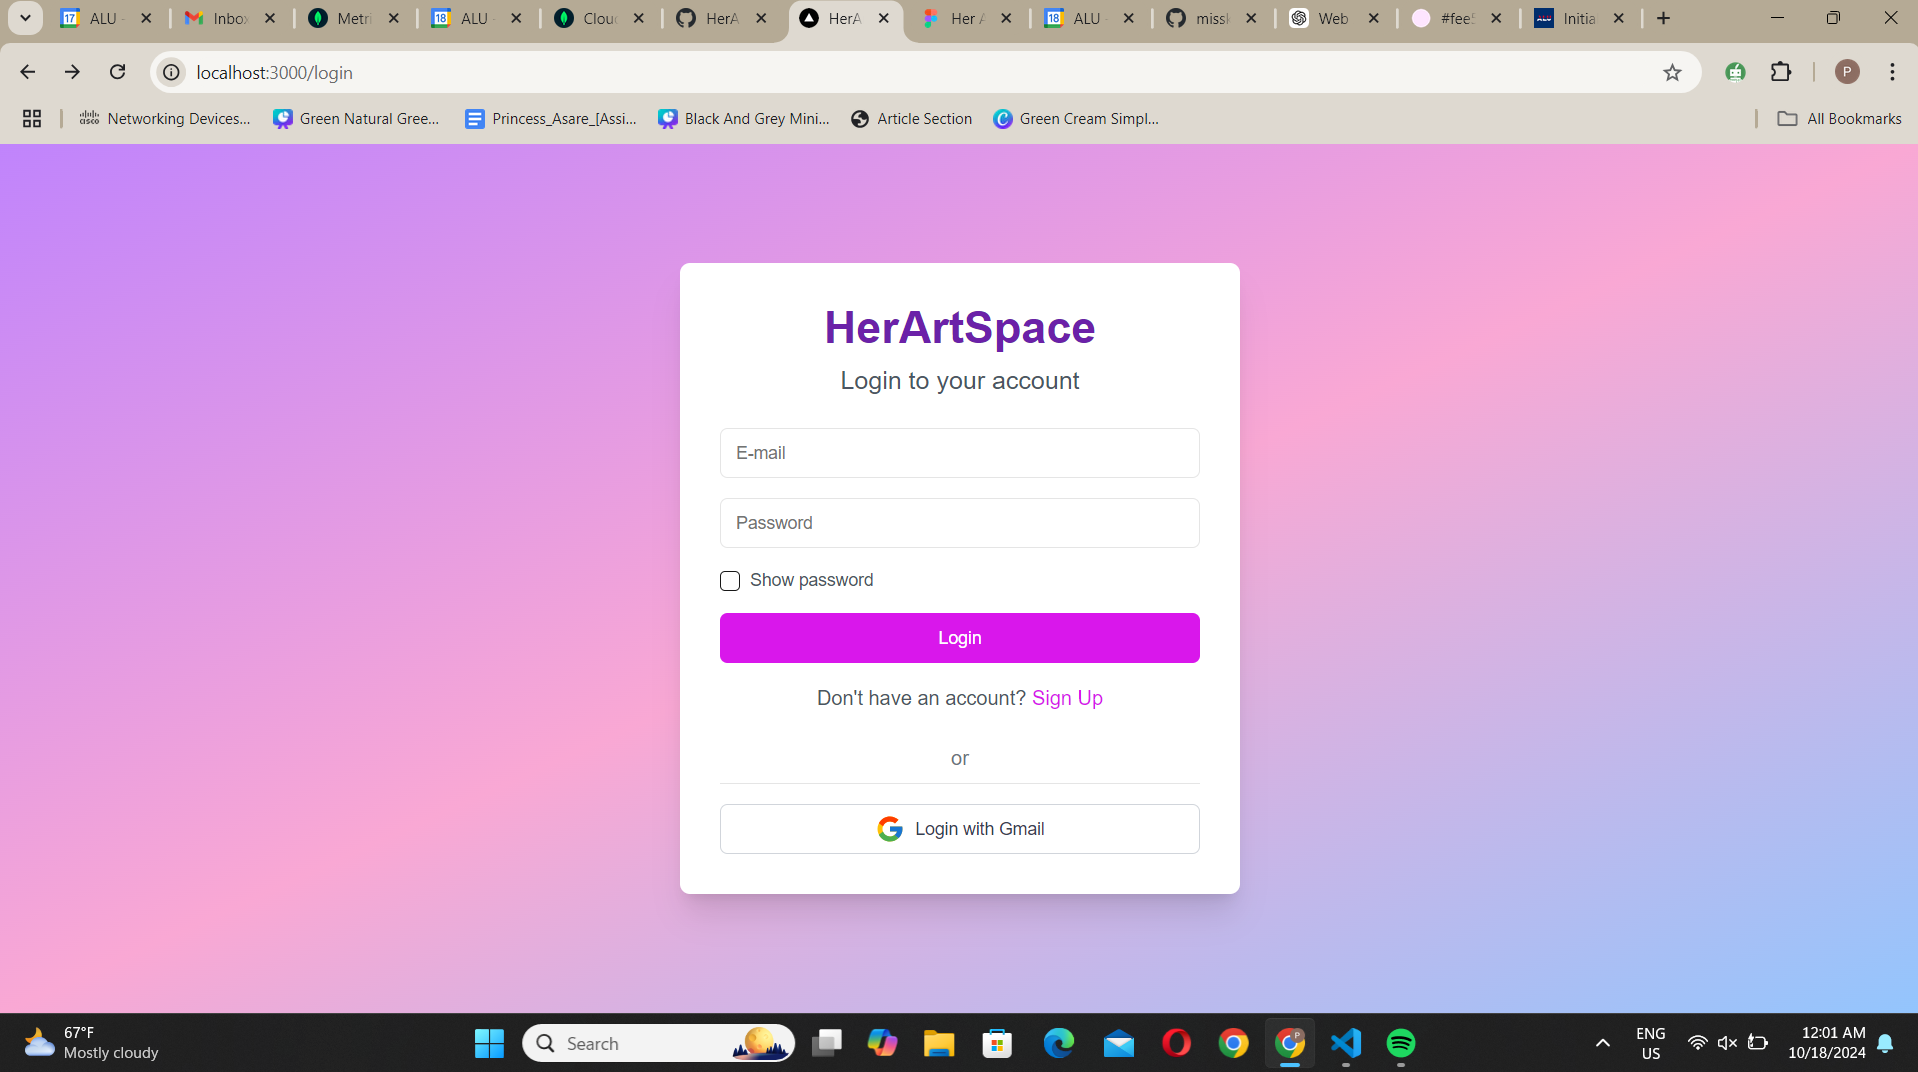 ALU -
Inbox
Metri
ALU -
Clou
HerA
HerA
Her A
ALU -
missl
Web
#fee5
Initia
localhost:3000/login
P
Networking Devices...
Green Natural Gree...
Princess_Asare_[Assi...
Black And Grey Mini...
Article Section
Green Cream Simpl...
All Bookmarks
HerArtSpace
Login to your account
E-mail
Password
Show password
Login
Don't have an account? Sign Up
or
Login with Gmail
67°F
Mostly cloudy
Search
ENG
US
12:01 AM
10/18/2024